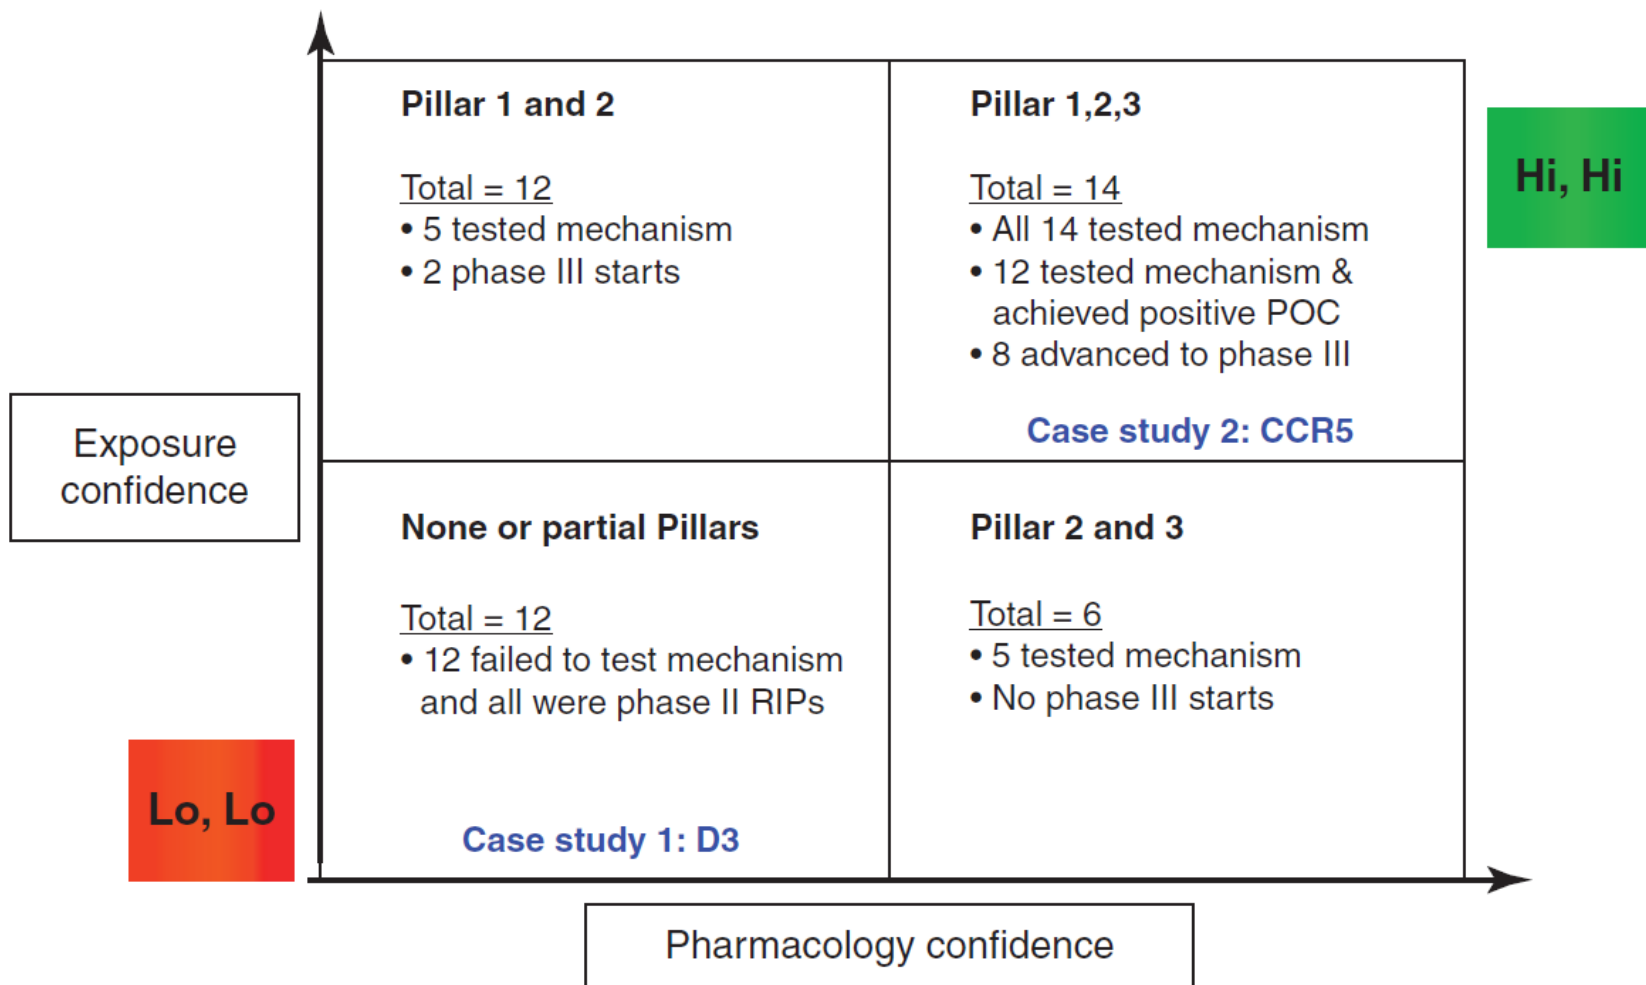 Pillar 1 and 2
Total = 12
• 5 tested mechanism
• 2 phase III starts
Pillar 1,2,3
Total = 14
• All 14 tested mechanism
• 12 tested mechanism &
achieved positive POC
• 8 advanced to phase III
Case study 2: CCR5
Hi, Hi
Exposure
confidence
None or partial Pillars
Total = 12
• 12 failed to test mechanism
and all were phase II RIPs
Case study 1: D3
Pillar 2 and 3
Total = 6
• 5 tested mechanism
• No phase III starts
Lo, Lo
Pharmacology confidence